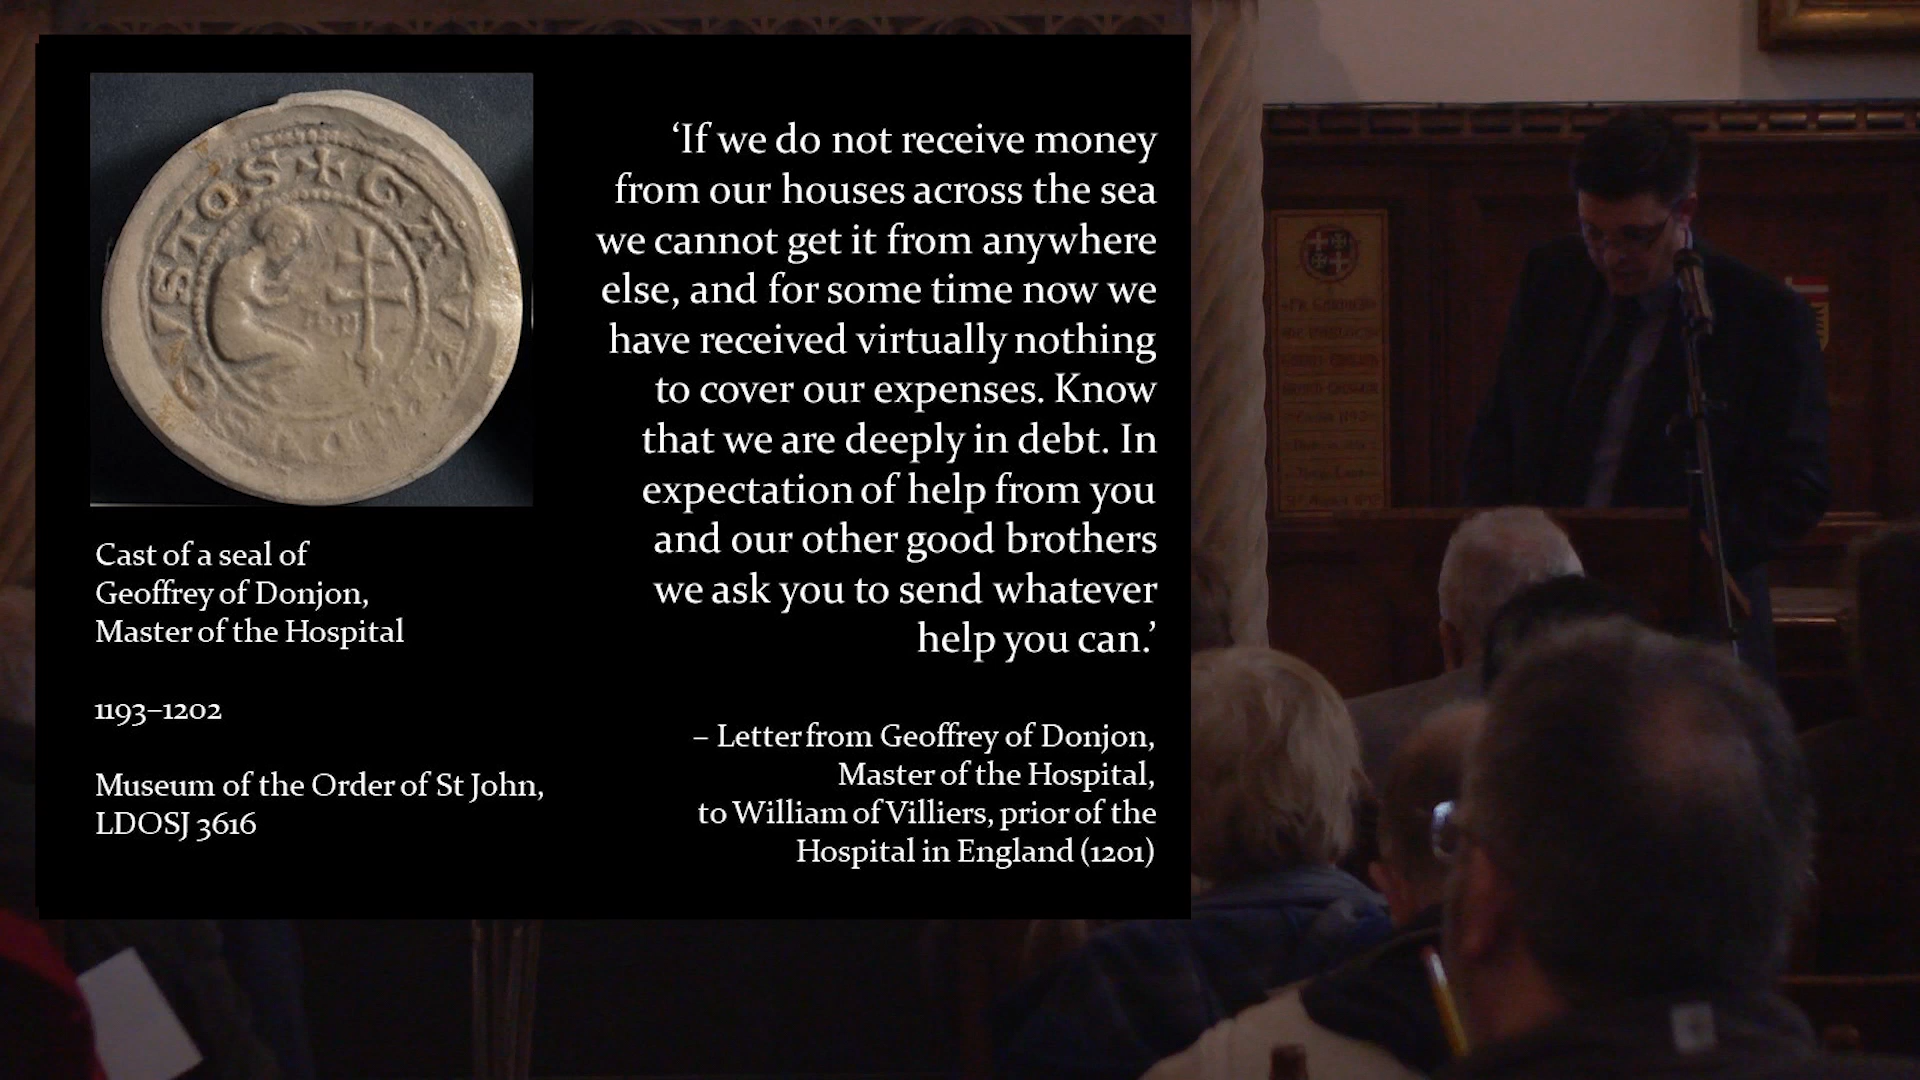 Cast of a seal of
Geoffrey of Donjon,
Master of the Hospital
1193–1202
Museum of the Order of St John,
LDOSJ 3616
‘If we do not receive money
from our houses across the sea
we cannot get it from anywhere
else, and for some time now we
have received virtually nothing
to cover our expenses. Know
that we are deeply in debt. In
expectation of help from you
and our other good brothers
we ask you to send whatever
help you can.’
– Letter from Geoffrey of Donjon,
Master of the Hospital,
to William of Villiers, prior of the
Hospital in England (1201)